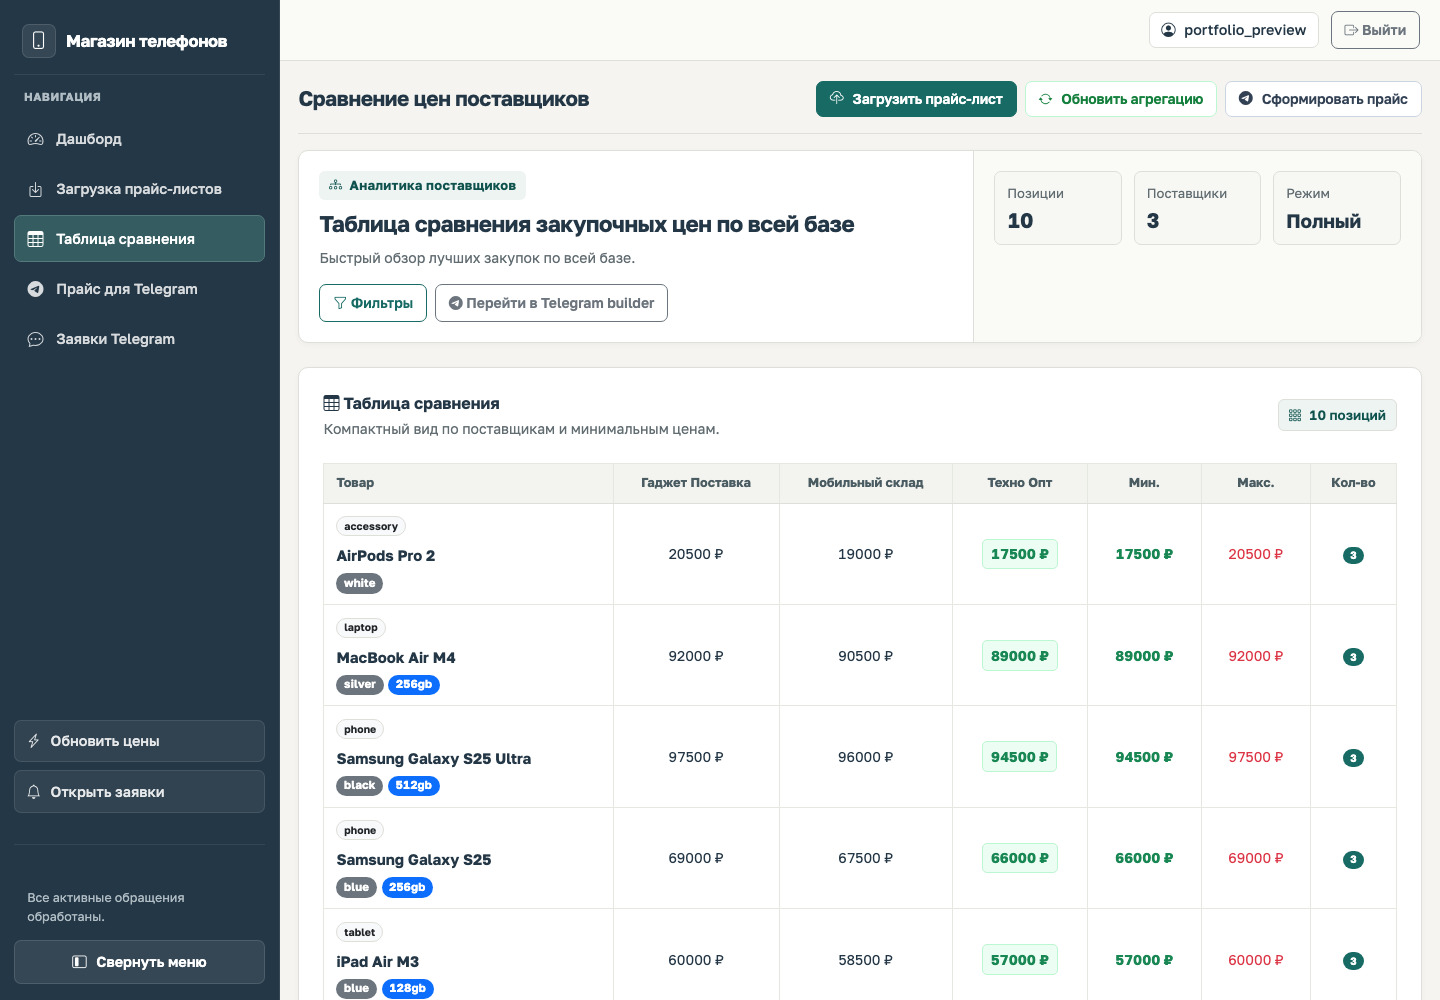 Магазин телефонов
НАВИГАЦИЯ
Дашборд
Загрузка прайс-листов
Таблица сравнения
Прайс для Telegram
Заявки Telegram
Обновить цены
Открыть заявки
Все активные обращения
обработаны.
Свернуть меню
portfolio_preview
Выйти
Сравнение цен поставщиков
Загрузить прайс-лист
Обновить агрегацию
Сформировать прайс
Аналитика поставщиков
Таблица сравнения закупочных цен по всей базе
Быстрый обзор лучших закупок по всей базе.
Фильтры
Перейти в Telegram builder
Позиции
10
Поставщики
3
Режим
Полный
Таблица сравнения
Компактный вид по поставщикам и минимальным ценам.
10 позиций
Товар Гаджет Поставка Мобильный склад Техно Опт Мин. Макс. Кол-во
accessory
AirPods Pro 2
white
20500 ₽ 19000 ₽ 17500 ₽ 17500 ₽ 20500 ₽ 3
laptop
MacBook Air M4
silver 256gb
92000 ₽ 90500 ₽ 89000 ₽ 89000 ₽ 92000 ₽ 3
phone
Samsung Galaxy S25 Ultra
black 512gb
97500 ₽ 96000 ₽ 94500 ₽ 94500 ₽ 97500 ₽ 3
phone
Samsung Galaxy S25
blue 256gb
69000 ₽ 67500 ₽ 66000 ₽ 66000 ₽ 69000 ₽ 3
tablet
iPad Air M3
blue 128gb
60000 ₽ 58500 ₽ 57000 ₽ 57000 ₽ 60000 ₽ 3